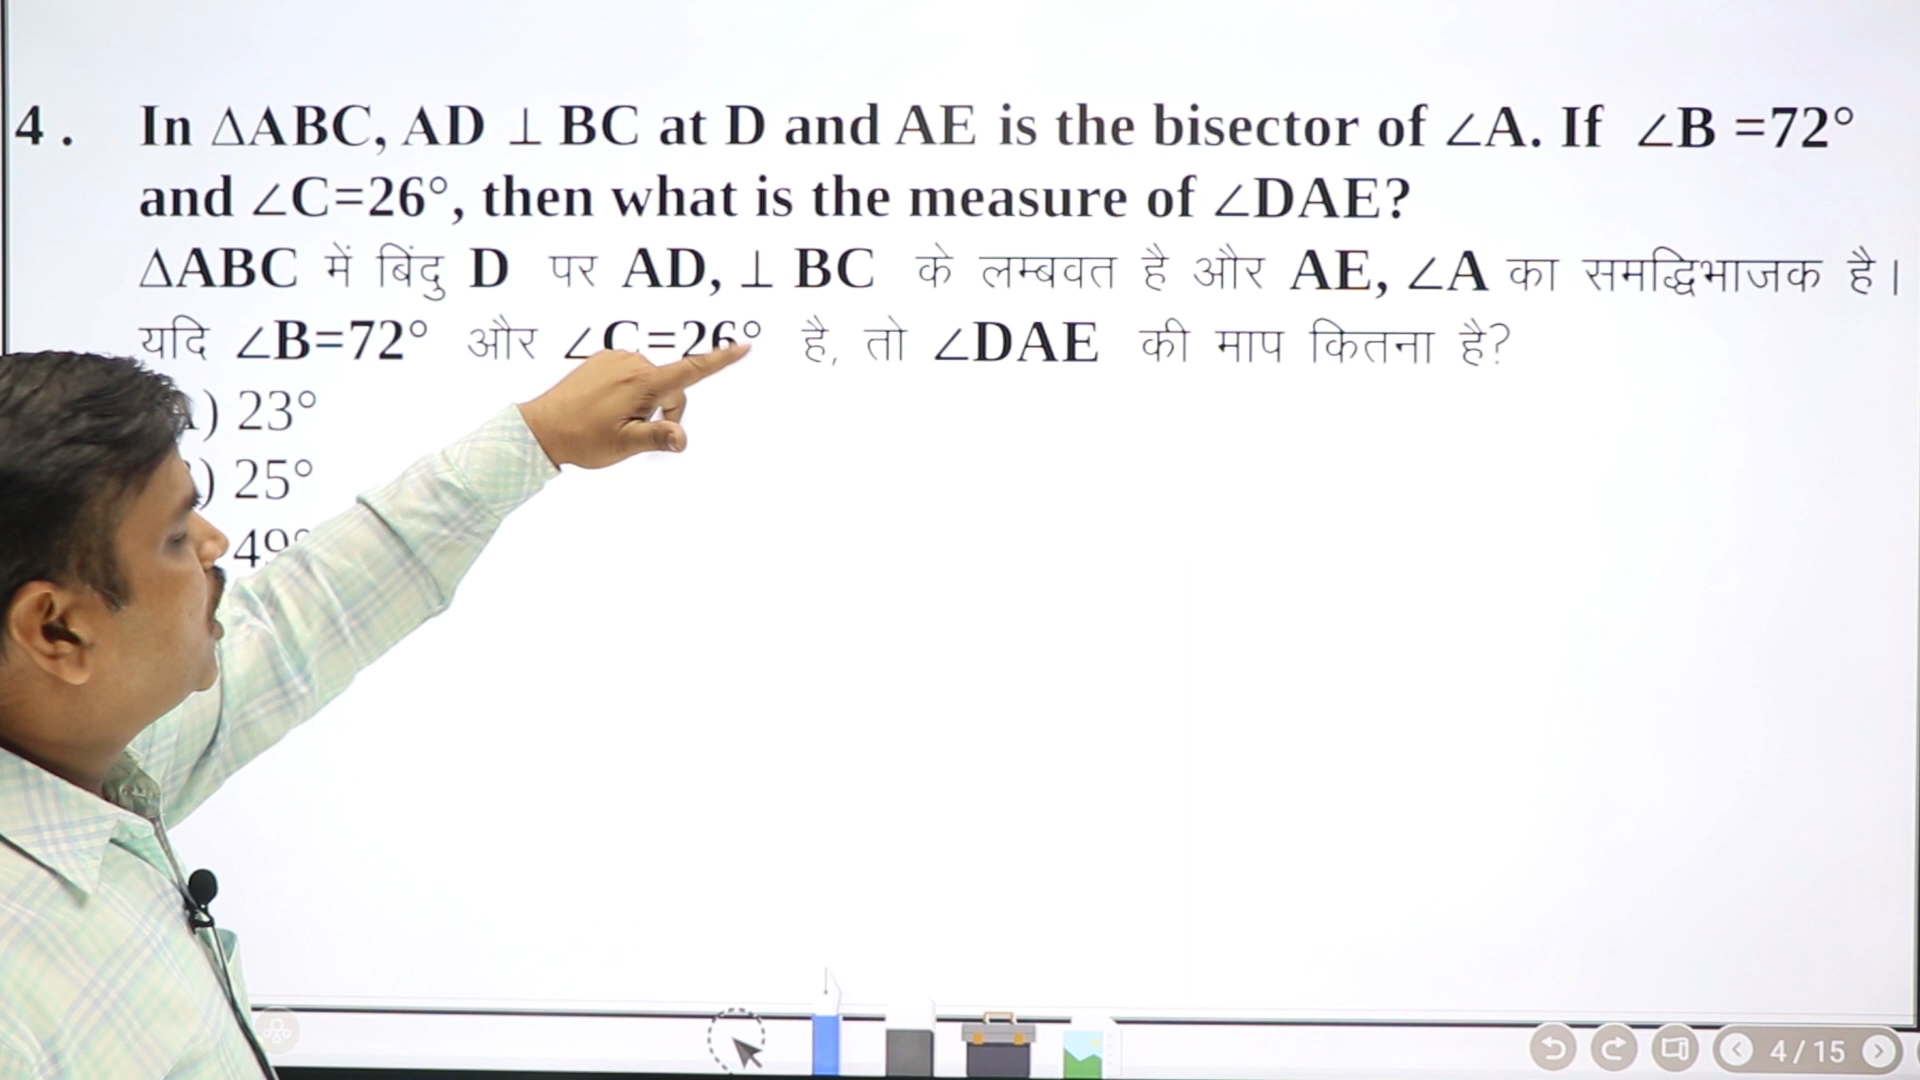 4 . In ΔABC, AD ⊥ BC at D and AE is the bisector of ∠A. If ∠B =72°
and ∠C=26°, then what is the measure of ∠DAE?
ΔABC में बिंदु D पर AD, ⊥ BC के लम्बवत है और AE, ∠A का समद्विभाजक है।
यदि ∠B=72° और ∠C=26° है, तो ∠DAE की माप कितना है?
) 23°
) 25°
49°
4/15